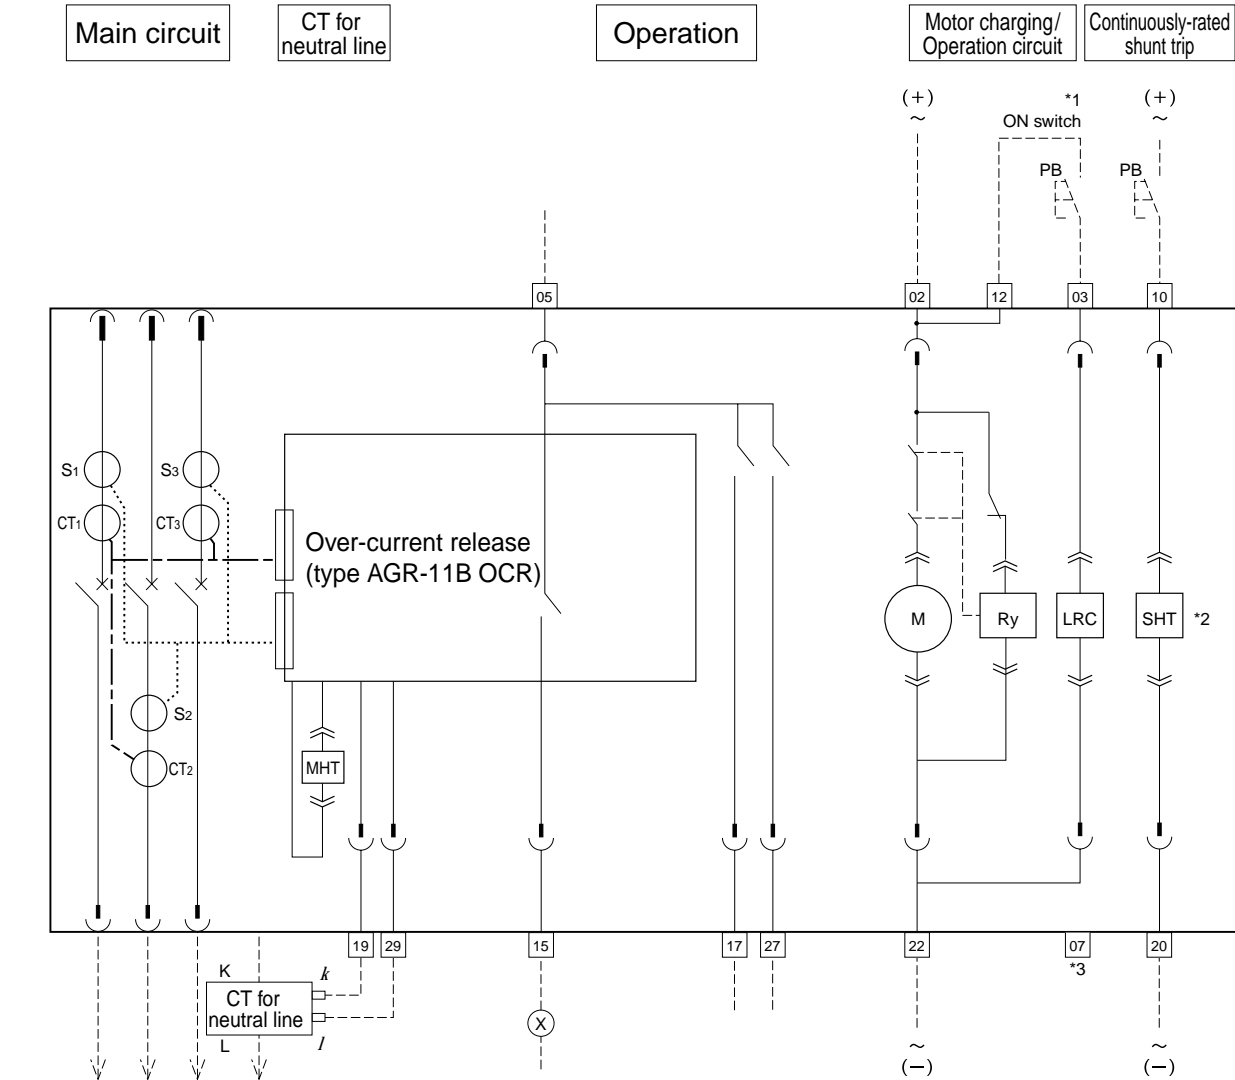 Main circuit
CT for
neutral line
Operation
Motor charging/
Operation circuit
Continuously-rated
shunt trip
(+)
~
*1
ON switch
(+)
~
PB
PB
05
02
12
03
10
S1
S3
CT1
CT3
Over-current release
(type AGR-11B OCR)
M
Ry
LRC
SHT
*2
S2
CT2
MHT
19
29
15
17
27
22
07
20
*3
K
k
CT for
neutral line
L
l
X
~
(−)
~
(−)